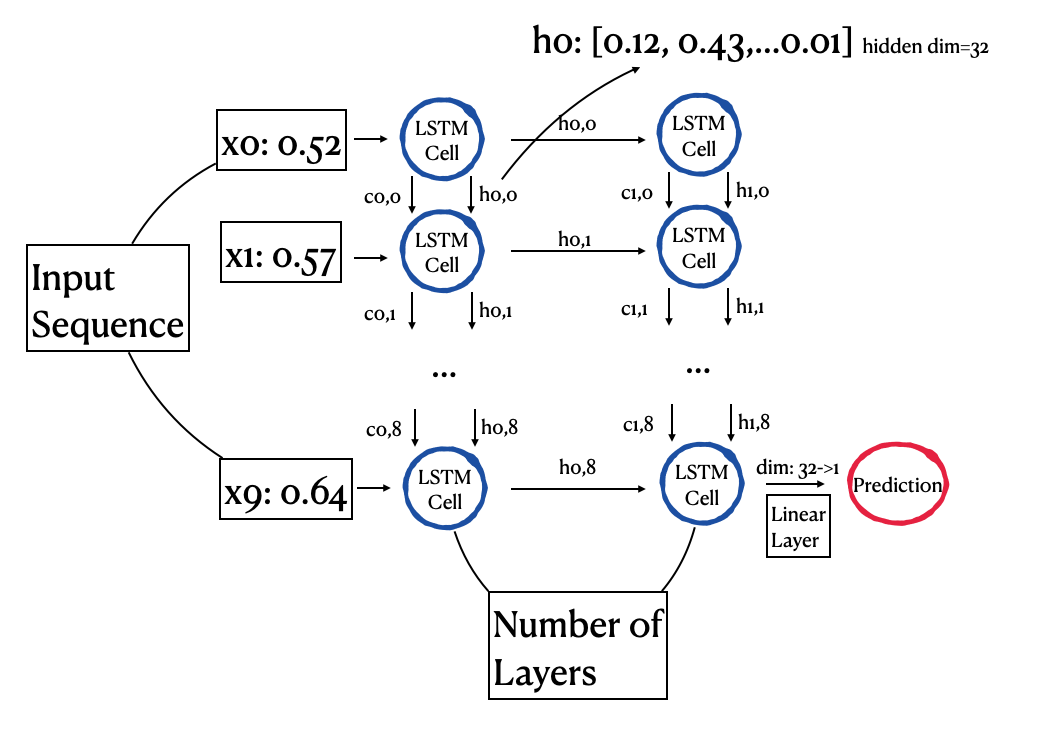 ho: [0.12, 0.43,...0.01] hidden dim=32
x0: 0.52
LSTM
Cell
ho,o
LSTM
Cell
co,o
ho,o
c1,o
h1,o
x1: 0.57
LSTM
Cell
ho,1
LSTM
Cell
Input
Sequence
co,1
ho,1
c1,1
h1,1
...
...
co,8
ho,8
c1,8
h1,8
x9: 0.64
LSTM
Cell
ho,8
LSTM
Cell
dim: 32->1
Prediction
Linear
Layer
Number of
Layers